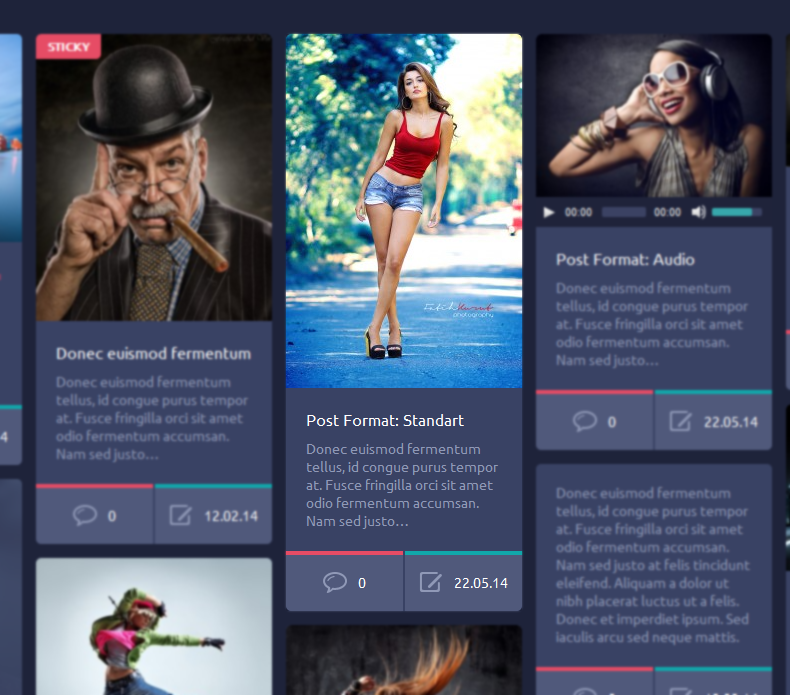 STICKY
Donec euismod fermentum
Donec euismod fermentum
tellus, id congue purus tempor
at. Fusce fringilla orci sit amet
odio fermentum accumsan.
Nam sed justo...
0
12.02.14
photography
Post Format: Standart
Donec euismod fermentum
tellus, id congue purus tempor
at. Fusce fringilla orci sit amet
odio fermentum accumsan.
Nam sed justo...
0
22.05.14
00:00
00:00
Post Format: Audio
Donec euismod fermentum
tellus, id congue purus tempor
at. Fusce fringilla orci sit amet
odio fermentum accumsan.
Nam sed justo...
0
22.05.14
Donec euismod fermentum
tellus, id congue purus tempor
at. Fusce fringilla orci sit amet
odio fermentum accumsan.
Nam sed justo at felis tincidunt
eleifend. Aliquam a dolor ut
nibh placerat luctus ut a felis.
Donec et imperdiet ipsum. Sed
iaculis arcu sed neque mattis.